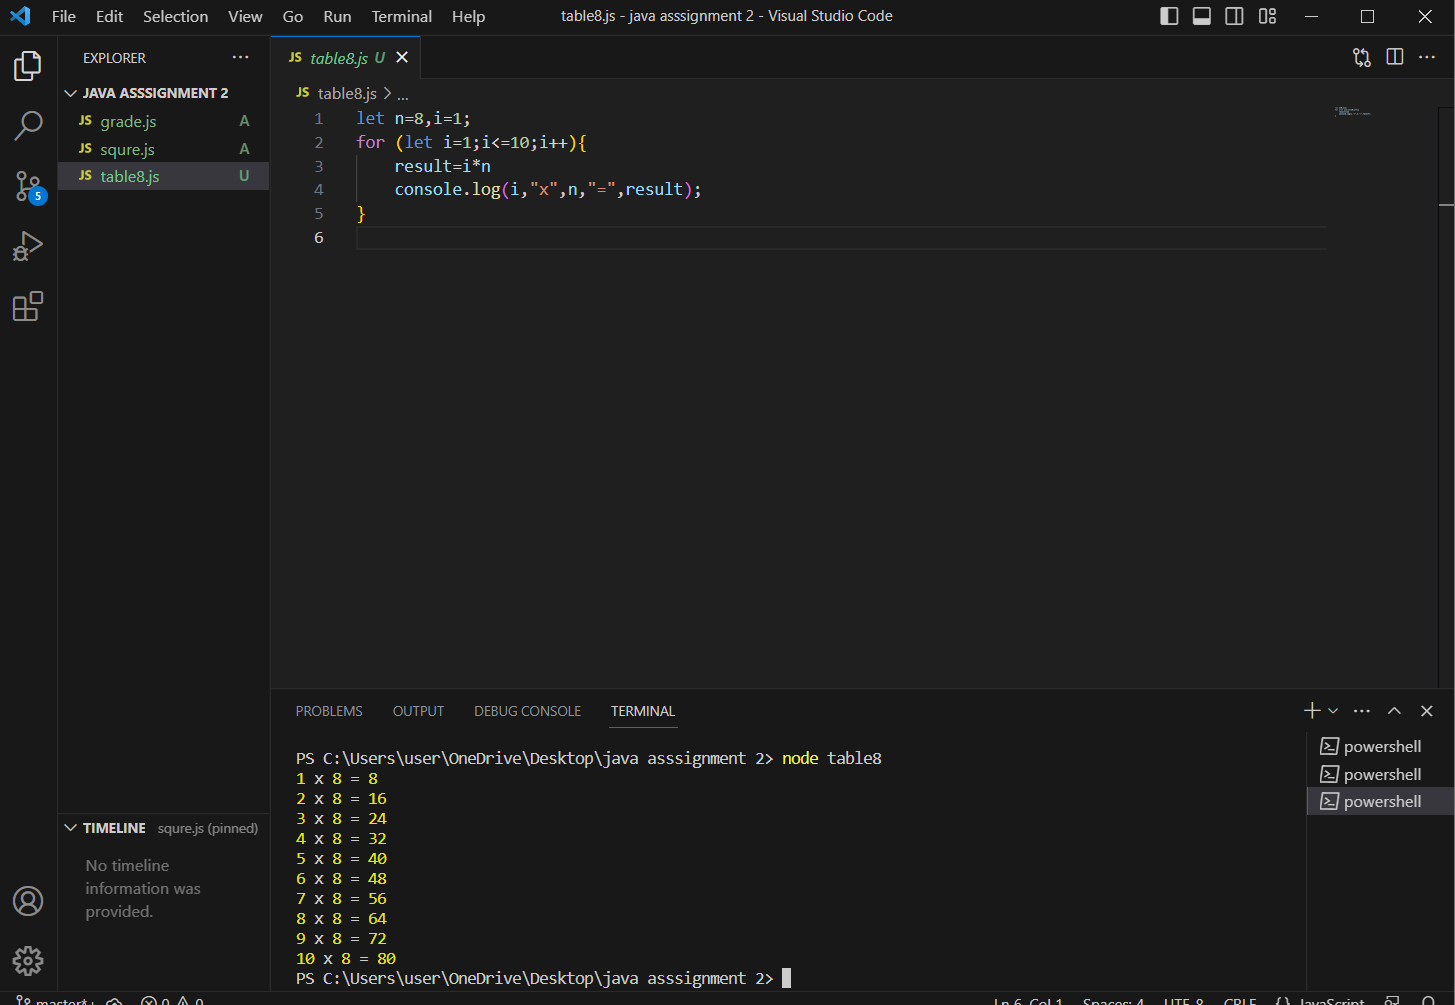 File Edit Selection View Go Run Terminal Help
table8.js - java asssignment 2 - Visual Studio Code
EXPLORER
JAVA ASSSIGNMENT 2
JS grade.js A
JS squre.js A
JS table8.js U
5
TIMELINE squre.js (pinned)
No timeline
information was
provided.
JS table8.js U
JS table8.js > ...
1 let n=8,i=1;
2 for (let i=1;i<=10;i++){
3 result=i*n
4 console.log(i,"x",n,"=",result);
5 }
6
PROBLEMS OUTPUT DEBUG CONSOLE TERMINAL
PS C:\Users\user\OneDrive\Desktop\java asssignment 2> node table8
1 x 8 = 8
2 x 8 = 16
3 x 8 = 24
4 x 8 = 32
5 x 8 = 40
6 x 8 = 48
7 x 8 = 56
8 x 8 = 64
9 x 8 = 72
10 x 8 = 80
PS C:\Users\user\OneDrive\Desktop\java asssignment 2>
powershell
powershell
powershell
master*+ 0 0 Ln 6, Col 1 Spaces: 4 UTF-8 CRLF {} JavaScript